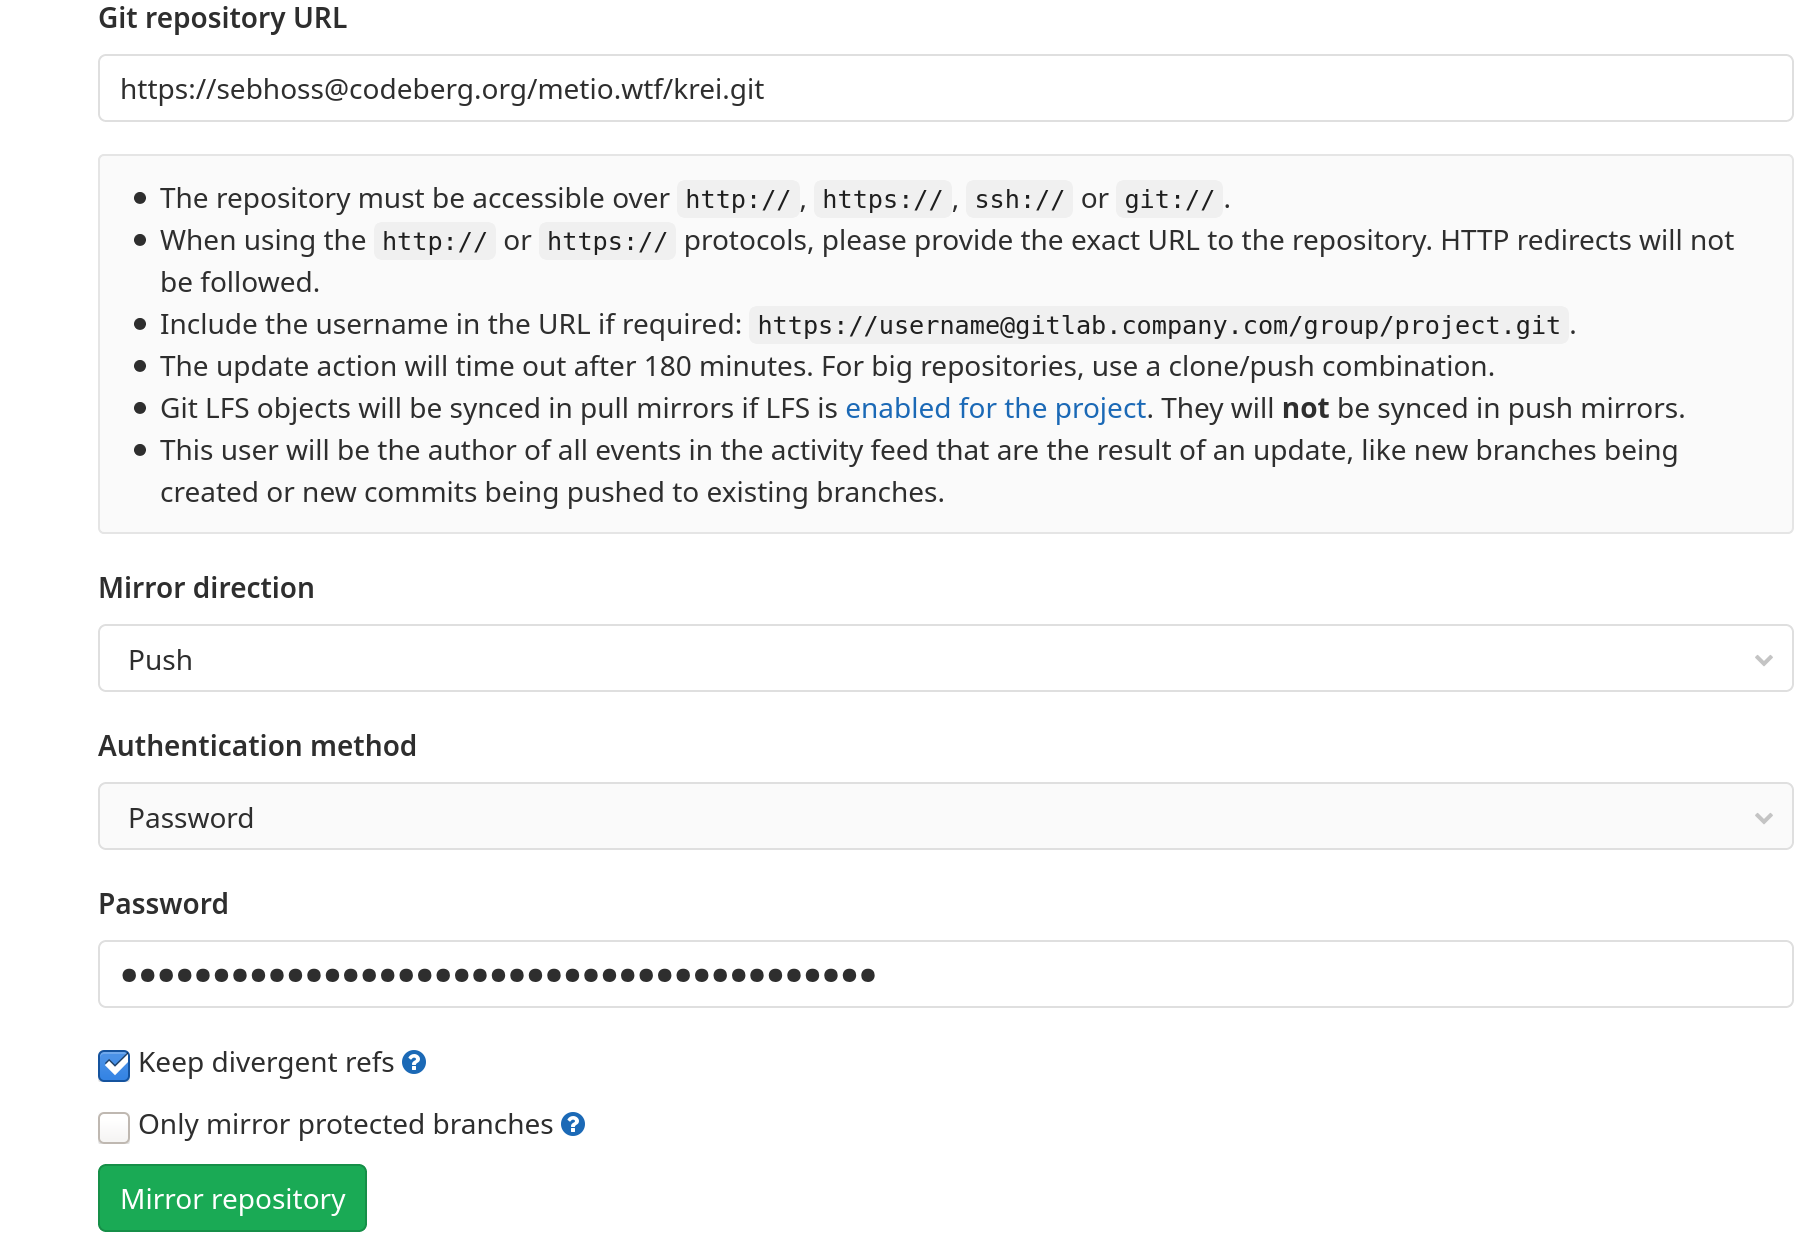 Git repository URL
https://sebhoss@codeberg.org/metio.wtf/krei.git
The repository must be accessible over http://, https://, ssh:// or git://.
When using the http:// or https:// protocols, please provide the exact URL to the repository. HTTP redirects will not
be followed.
Include the username in the URL if required: https://username@gitlab.company.com/group/project.git.
The update action will time out after 180 minutes. For big repositories, use a clone/push combination.
Git LFS objects will be synced in pull mirrors if LFS is enabled for the project. They will not be synced in push mirrors.
This user will be the author of all events in the activity feed that are the result of an update, like new branches being
created or new commits being pushed to existing branches.
Mirror direction
Push
Authentication method
Password
Password
Keep divergent refs
Only mirror protected branches
Mirror repository